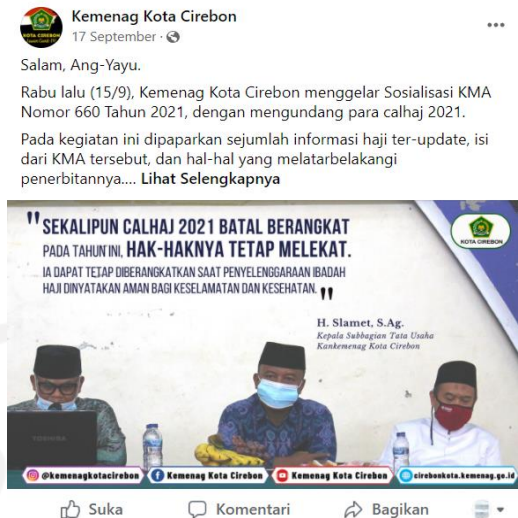 Kemenag Kota Cirebon
17 September ·
Salam, Ang-Yayu.
Rabu lalu (15/9), Kemenag Kota Cirebon menggelar Sosialisasi KMA
Nomor 660 Tahun 2021, dengan mengundang para calhaj 2021.
Pada kegiatan ini dipaparkan sejumlah informasi haji ter-update, isi
dari KMA tersebut, dan hal-hal yang melatarbelakangi
penerbitannya.... Lihat Selengkapnya
"SEKALIPUN CALHAJ 2021 BATAL BERANGKAT
PADA TAHUN INI, HAK-HAKNYA TETAP MELEKAT.
IA DAPAT TETAP DIBERANGKATKAN SAAT PENYELENGGARAAN IBADAH
HAJI DINYATAKAN AMAN BAGI KESELAMATAN DAN KESEHATAN."
KOTA CIREBON
H. Slamet, S.Ag.
Kepala Subbagian Tata Usaha
Kankemenag Kota Cirebon
TOSHIBA
@kemenagkotacirebon
Kemenag Kota Cirebon
Kemenag Kota Cirebon
cirebonkota.kemenag.go.id
Suka
Komentari
Bagikan